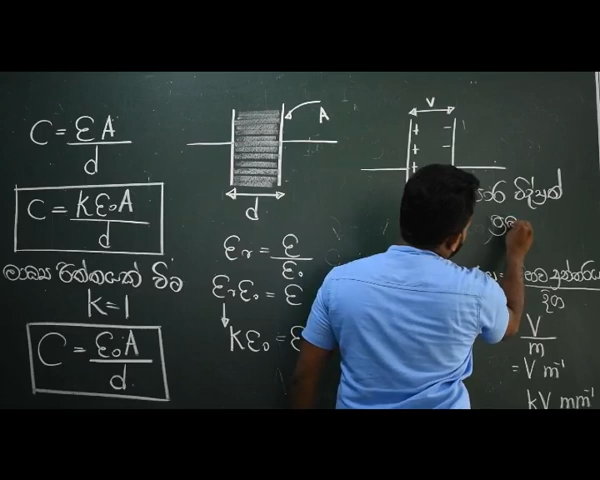 C = εA/d
C = kε₀A/d
මාධ්‍ය රික්තයක් විට
K=1
C = ε₀A/d
A
d
εr = ε/ε₀
εrε₀ = ε
↓
kε₀ = ε
V
+ −
+ −
+
විද්‍යුත්
V/m
= V m⁻¹
kV mm⁻¹